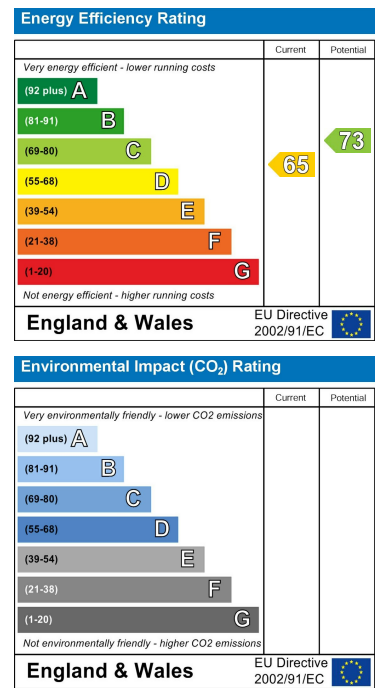 Energy Efficiency Rating
Current Potential
Very energy efficient - lower running costs
(92 plus) A
(81-91) B
(69-80) C
(55-68) D
(39-54) E
(21-38) F
(1-20) G
65
73
Not energy efficient - higher running costs
England & Wales
EU Directive
2002/91/EC
Environmental Impact (CO₂) Rating
Current Potential
Very environmentally friendly - lower CO2 emissions
(92 plus) A
(81-91) B
(69-80) C
(55-68) D
(39-54) E
(21-38) F
(1-20) G
Not environmentally friendly - higher CO2 emissions
England & Wales
EU Directive
2002/91/EC